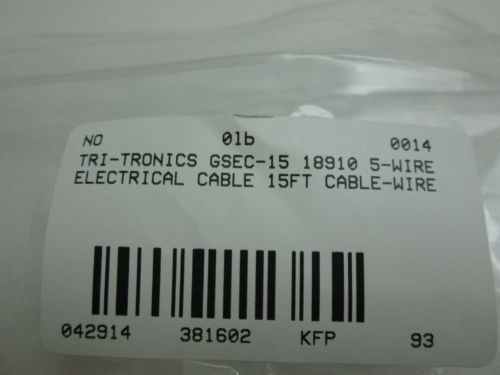 NO 01b 0014
TRI-TRONICS GSEC-15 18910 5-WIRE
ELECTRICAL CABLE 15FT CABLE-WIRE
042914 381602 KFP 93